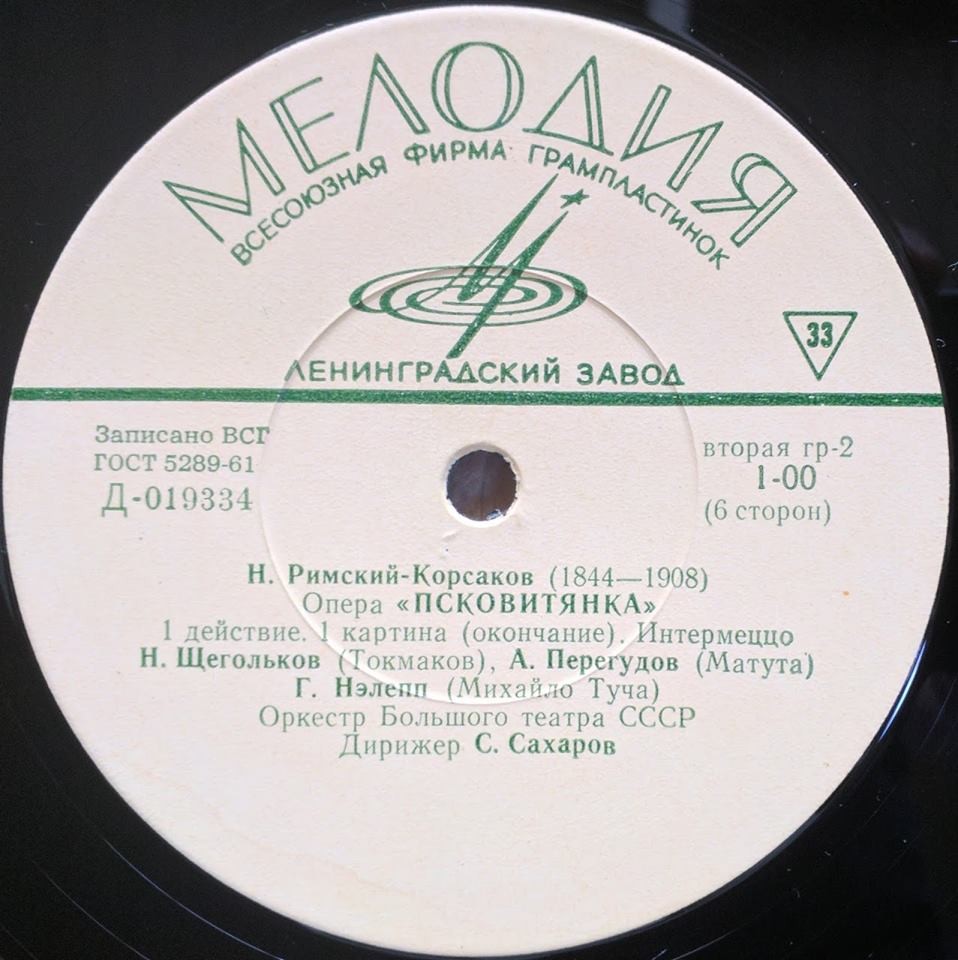 МЕЛОДИЯ
ВСЕСОЮЗНАЯ ФИРМА ГРАМПЛАСТИНОК
33
ЛЕНИНГРАДСКИЙ ЗАВОД
Записано ВСГ
ГОСТ 5289-61
Д-019334
вторая гр-2
1-00
(6 сторон)
Н. Римский-Корсаков (1844—1908)
Опера «ПСКОВИТЯНКА»
1 действие. 1 картина (окончание). Интермеццо
Н. Щегольков (Токмаков), А. Перегудов (Матута)
Г. Нэлепп (Михайло Туча)
Оркестр Большого театра СССР
Дирижер С. Сахаров